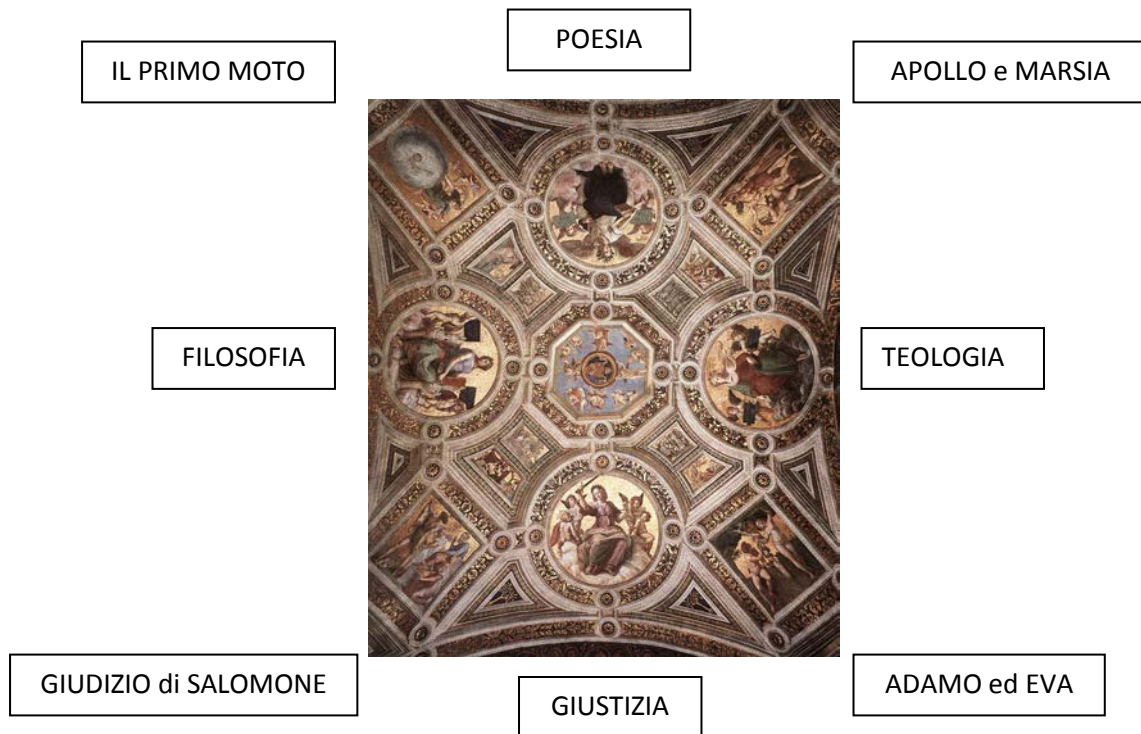 POESIA
IL PRIMO MOTO
APOLLO e MARSIA
FILOSOFIA
TEOLOGIA
GIUDIZIO di SALOMONE
ADAMO ed EVA
GIUSTIZIA